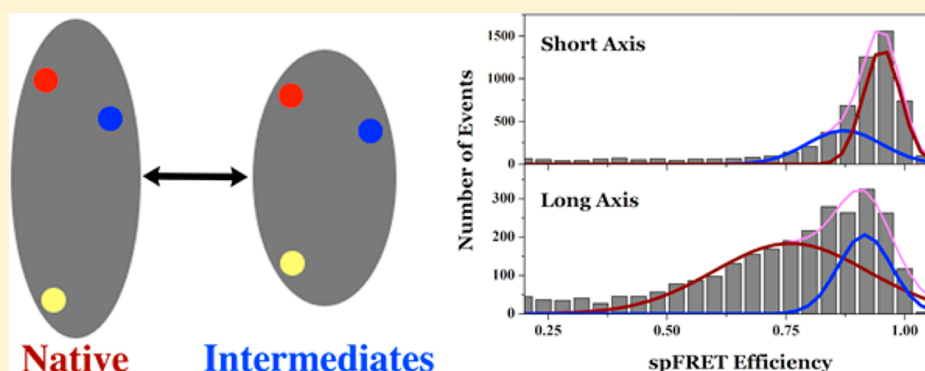 Native
Intermediates
Number of Events
Short Axis
1500
1000
500
0
Long Axis
300
200
100
0
0.25 0.50 0.75 1.00
spFRET Efficiency